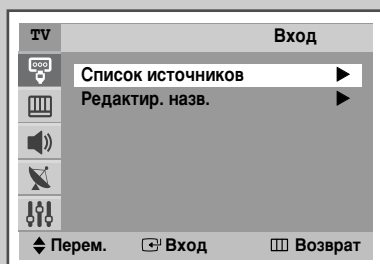 TV Вход
Список источников ►
Редактир. назв. ►
Перем. Вход Возврат